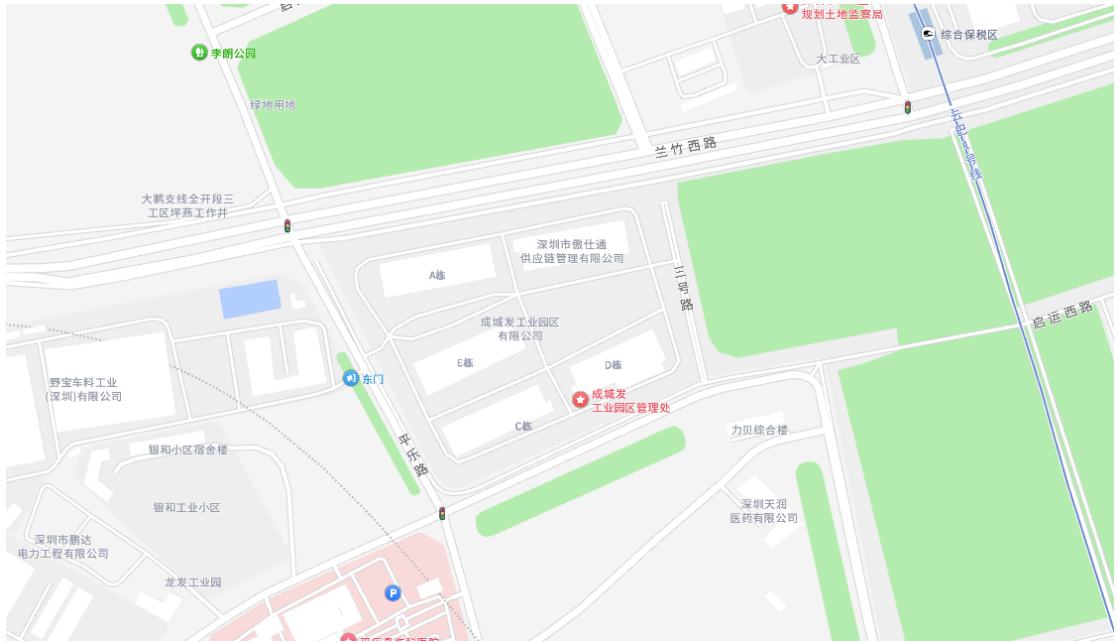 规划土地监察局
综合保税区
李朗公园
大工业区
绿地用地
兰竹西路
大鹏支线全开段三
工区坪燕工作井
深圳市傲仕通
供应链管理有限公司
A栋
成城发工业园区
有限公司
启运西路
E栋
D栋
野宝车料工业
(深圳)有限公司
东门
成城发
工业园区管理处
C栋
力贝综合楼
平乐路
银和小区宿舍楼
银和工业小区
深圳天润
医药有限公司
深圳市鹏达
电力工程有限公司
龙发工业园
P